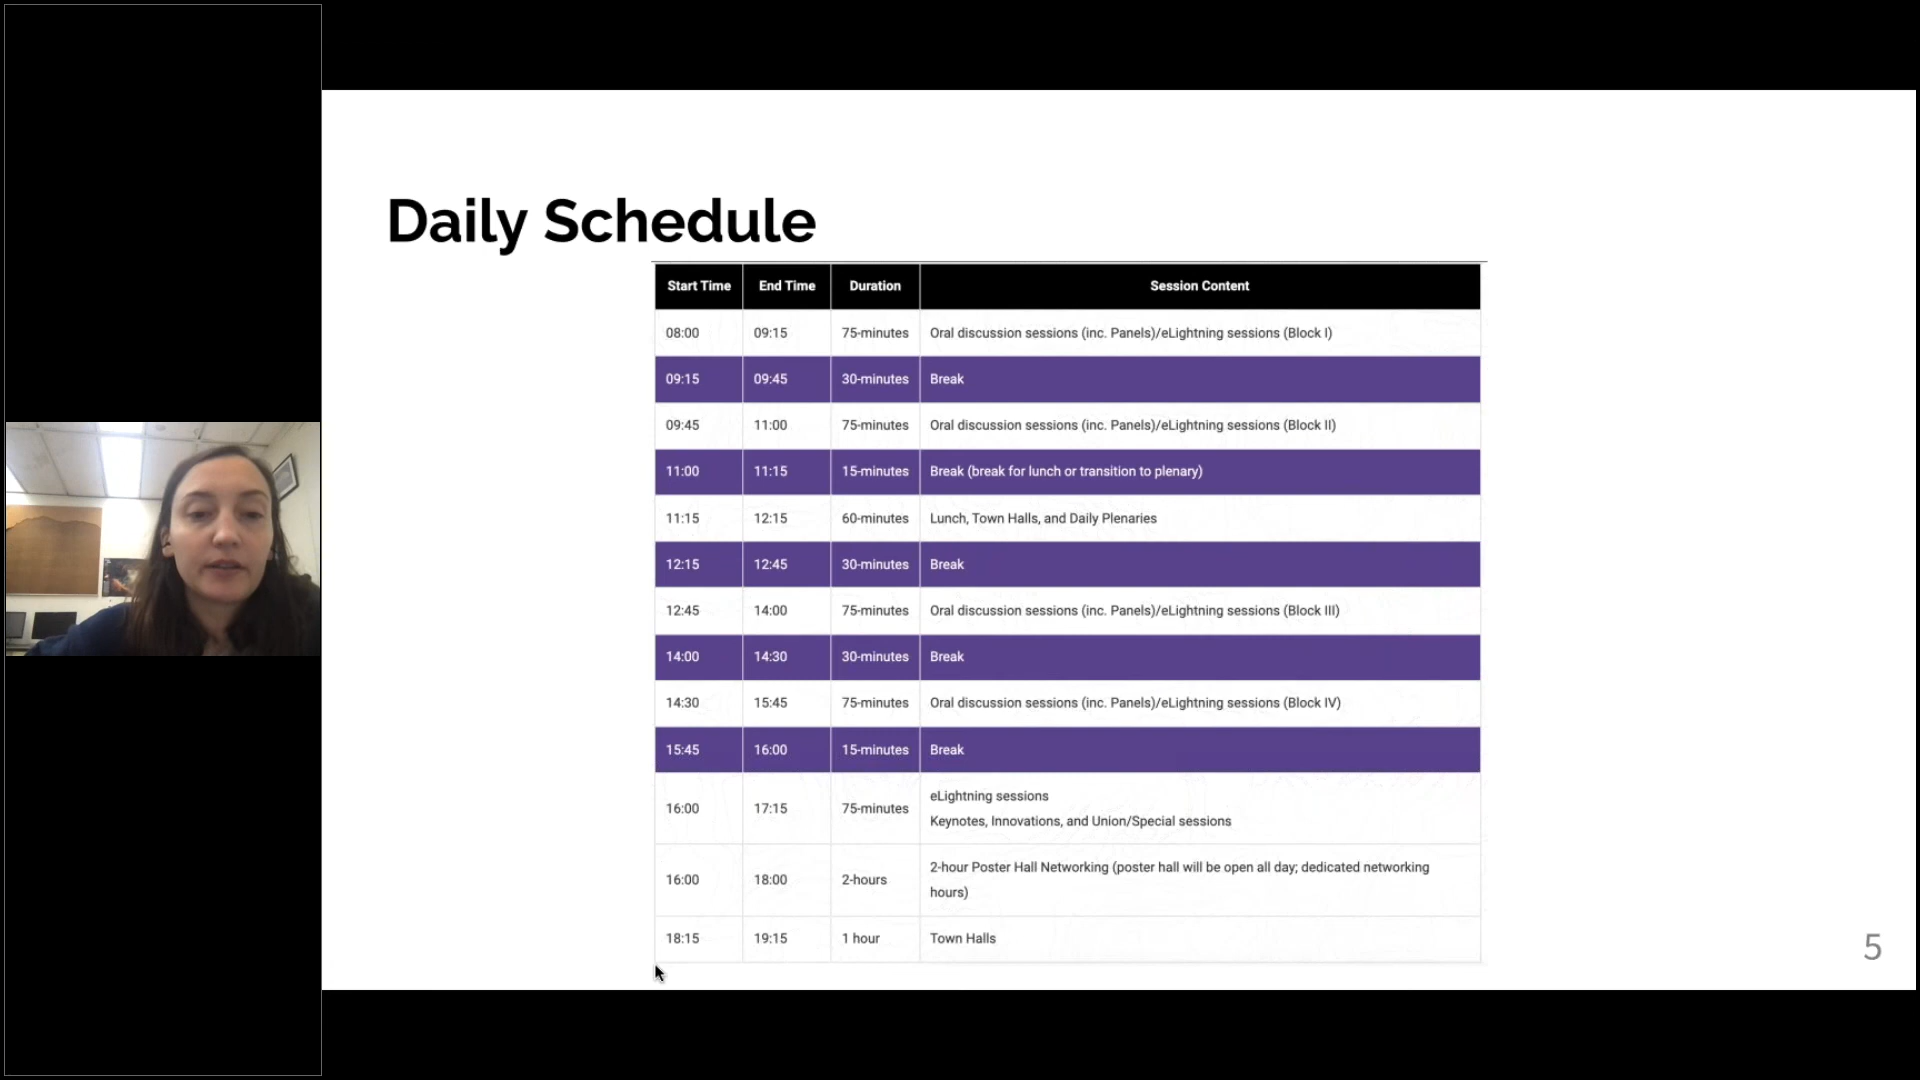 Daily Schedule
Start Time End Time Duration Session Content
08:00 09:15 75-minutes Oral discussion sessions (inc. Panels)/eLightning sessions (Block I)
09:15 09:45 30-minutes Break
09:45 11:00 75-minutes Oral discussion sessions (inc. Panels)/eLightning sessions (Block II)
11:00 11:15 15-minutes Break (break for lunch or transition to plenary)
11:15 12:15 60-minutes Lunch, Town Halls, and Daily Plenaries
12:15 12:45 30-minutes Break
12:45 14:00 75-minutes Oral discussion sessions (inc. Panels)/eLightning sessions (Block III)
14:00 14:30 30-minutes Break
14:30 15:45 75-minutes Oral discussion sessions (inc. Panels)/eLightning sessions (Block IV)
15:45 16:00 15-minutes Break
16:00 17:15 75-minutes eLightning sessions
Keynotes, Innovations, and Union/Special sessions
16:00 18:00 2-hours 2-hour Poster Hall Networking (poster hall will be open all day; dedicated networking
hours)
18:15 19:15 1 hour Town Halls
5